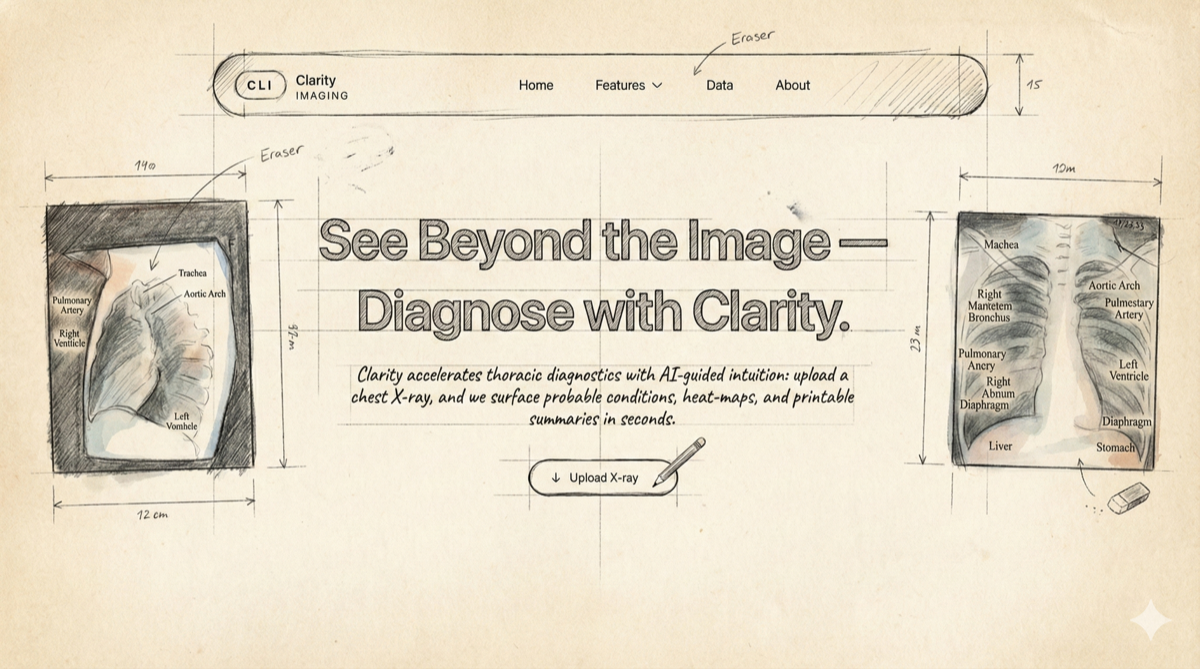 Eraser
CLI
Clarity
IMAGING
Home
Features
Data
About
15
Eraser
140
Trachea
Aortic Arch
Pulmonary
Artery
Right
Ventticle
Left
Vomhcle
12 cm
See Beyond the Image —
Diagnose with Clarity.
Clarity accelerates thoracic diagnostics with AI-guided intuition: upload a
chest X-ray, and we surface probable conditions, heat-maps, and printable
summaries in seconds.
Upload X-ray
23 m
Machea
Aortic Arch
Right
Mantetem
Bronchus
Pulmestary
Artery
Pulmonary
Anery
Left
Ventricle
Right
Abnum
Diaphragm
Diaphragm
Liver
Stomach